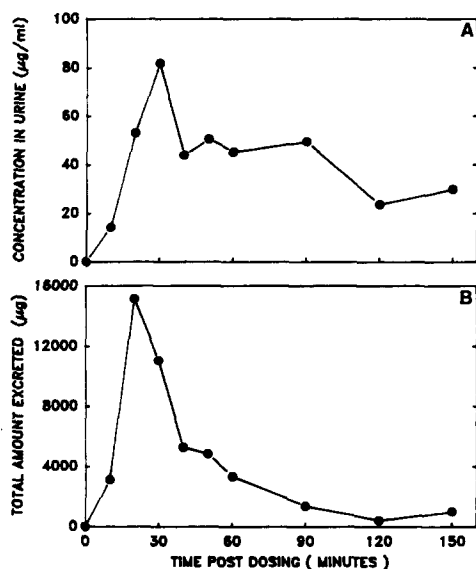 A
CONCENTRATION IN URINE (μg/ml)
100
80
60
40
20
0
B
TOTAL AMOUNT EXCRETED (μg)
16000
12000
8000
4000
0
0 30 60 90 120 150
TIME POST DOSING ( MINUTES )